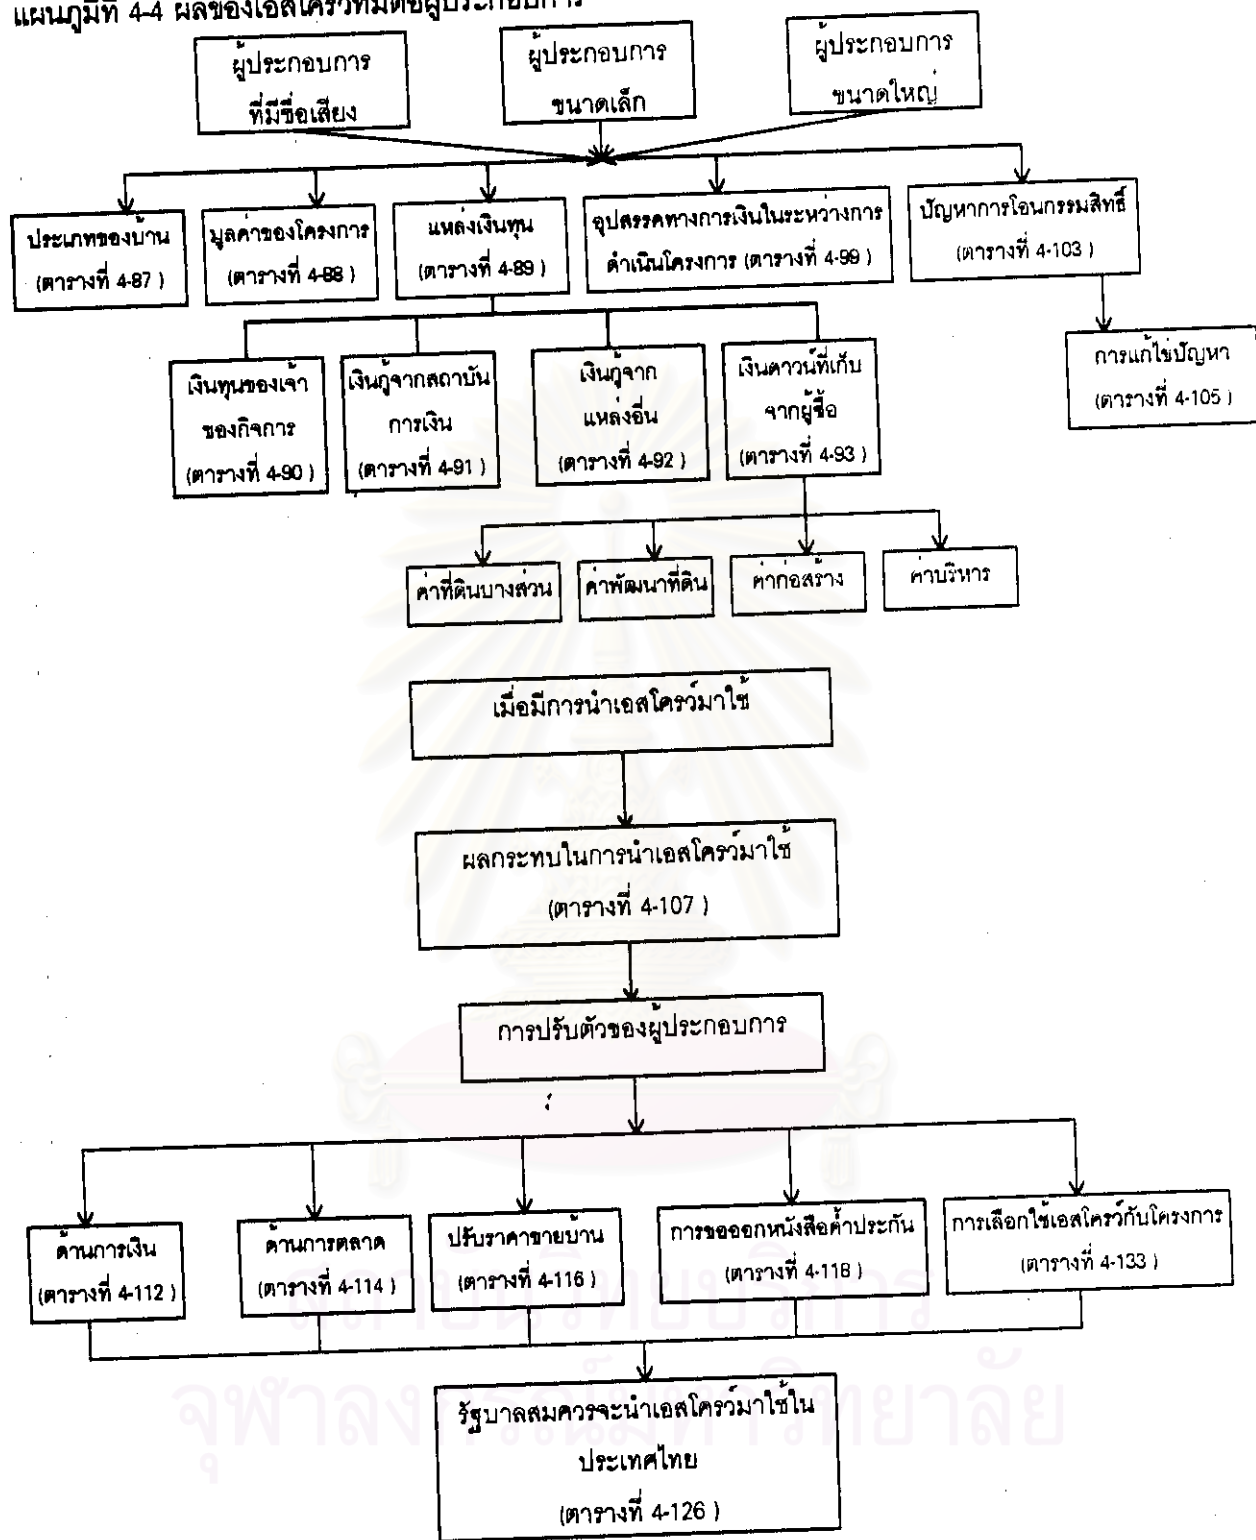 แผนภูมิที่ 4-4 ผลของเอสโครว์ที่มีต่อผู้ประกอบการ
ผู้ประกอบการ
ที่มีชื่อเสียง
ผู้ประกอบการ
ขนาดเล็ก
ผู้ประกอบการ
ขนาดใหญ่
ประเภทของบ้าน
(ตารางที่ 4-87 )
มูลค่าของโครงการ
(ตารางที่ 4-88 )
แหล่งเงินทุน
(ตารางที่ 4-89 )
อุปสรรคทางการเงินในระหว่างการ
ดำเนินโครงการ (ตารางที่ 4-99 )
ปัญหาการโอนกรรมสิทธิ์
(ตารางที่ 4-103 )
การแก้ไขปัญหา
(ตารางที่ 4-105 )
เงินทุนของเจ้า
ของกิจการ
(ตารางที่ 4-90 )
เงินกู้จากสถาบัน
การเงิน
(ตารางที่ 4-91 )
เงินกู้จาก
แหล่งอื่น
(ตารางที่ 4-92 )
เงินดาวน์ที่เก็บ
จากผู้ซื้อ
(ตารางที่ 4-93 )
ค่าที่ดินบางส่วน
ค่าพัฒนาที่ดิน
ค่าก่อสร้าง
ค่าบริหาร
เมื่อมีการนำเอสโครว์มาใช้
ผลกระทบในการนำเอสโครว์มาใช้
(ตารางที่ 4-107 )
การปรับตัวของผู้ประกอบการ
ด้านการเงิน
(ตารางที่ 4-112 )
ด้านการตลาด
(ตารางที่ 4-114 )
ปรับราคาขายบ้าน
(ตารางที่ 4-116 )
การขอออกหนังสือค้ำประกัน
(ตารางที่ 4-118 )
การเลือกใช้เอสโครว์กับโครงการ
(ตารางที่ 4-133 )
รัฐบาลสมควรจะนำเอสโครว์มาใช้ใน
ประเทศไทย
(ตารางที่ 4-126 )
สถาบันวิทยบริการ
จุฬาลงกรณ์มหาวิทยาลัย